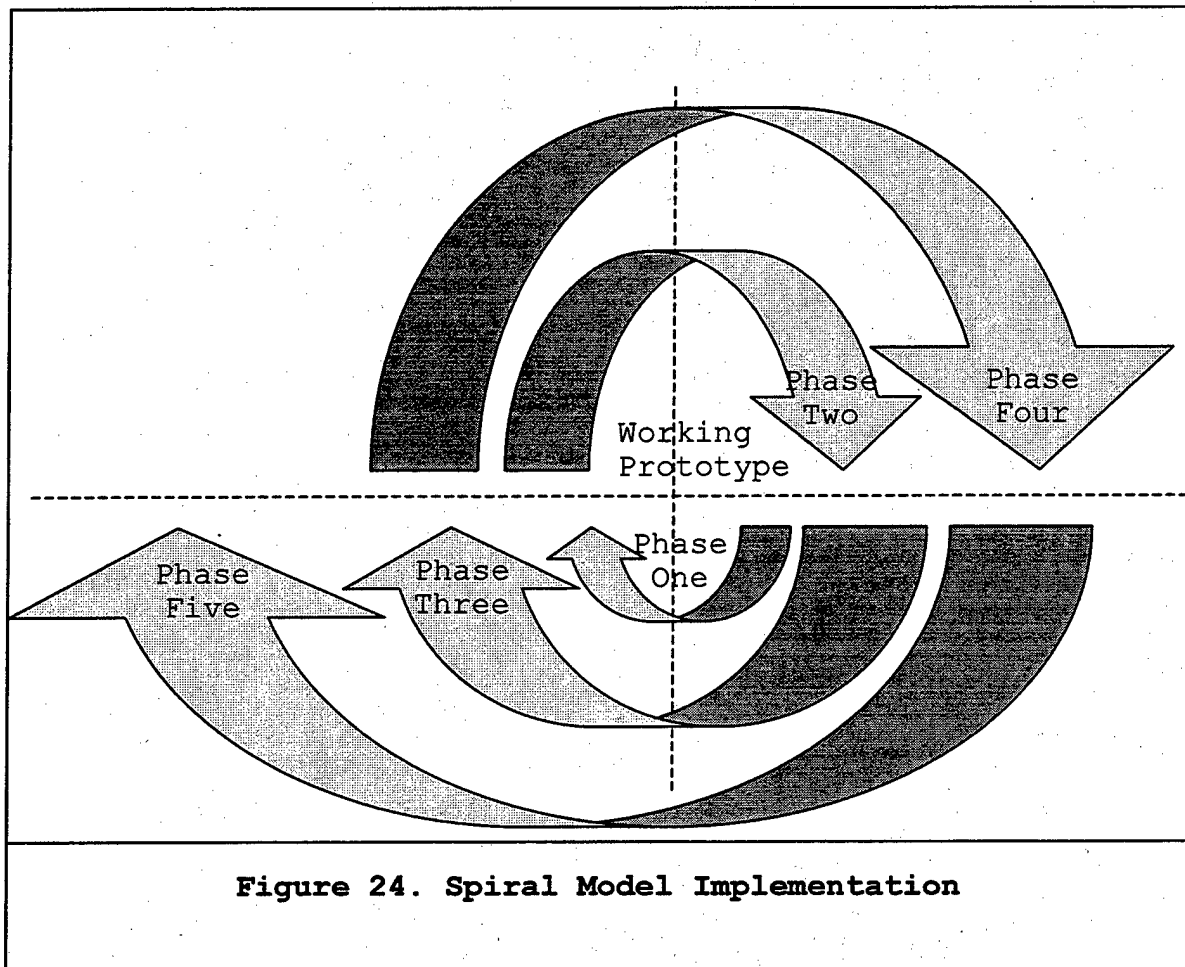 Phase
Two
Phase
Four
Working
Prototype
Phase
One
Phase
Three
Phase
Five
Figure 24. Spiral Model Implementation